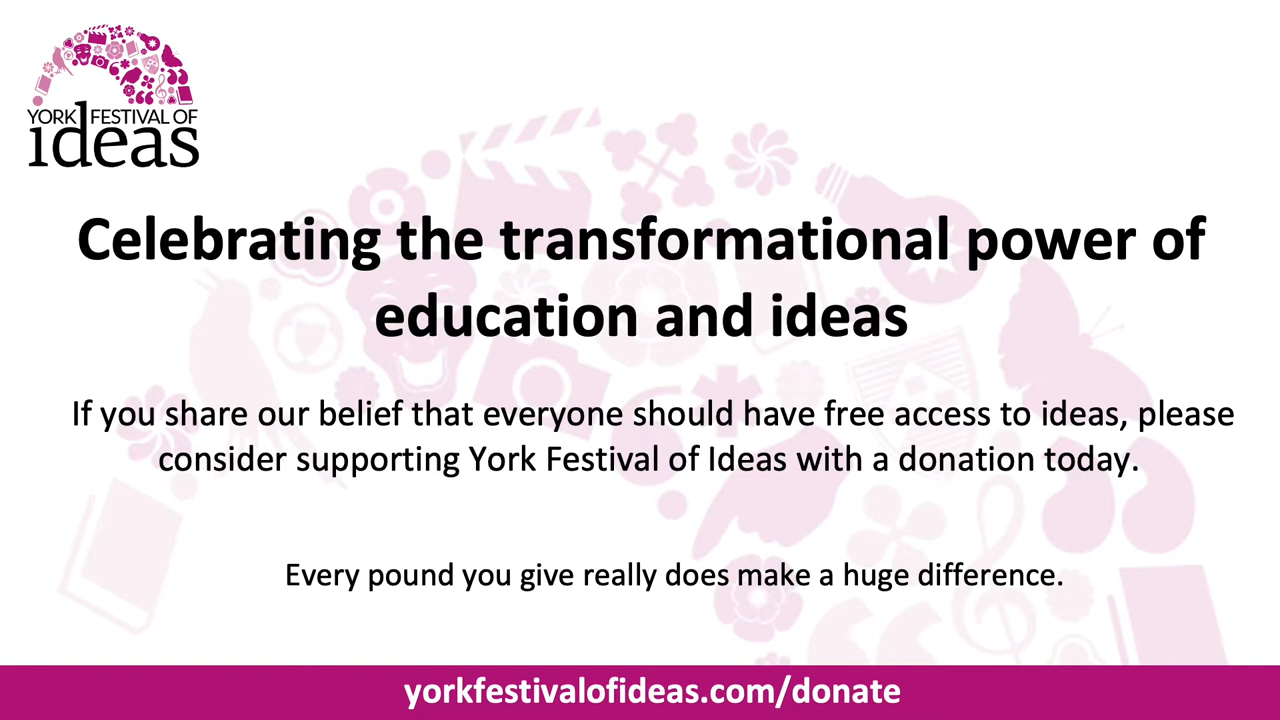 YORK FESTIVAL OF
ideas
Celebrating the transformational power of
education and ideas
If you share our belief that everyone should have free access to ideas, please
consider supporting York Festival of Ideas with a donation today.
Every pound you give really does make a huge difference.
yorkfestivalofideas.com/donate